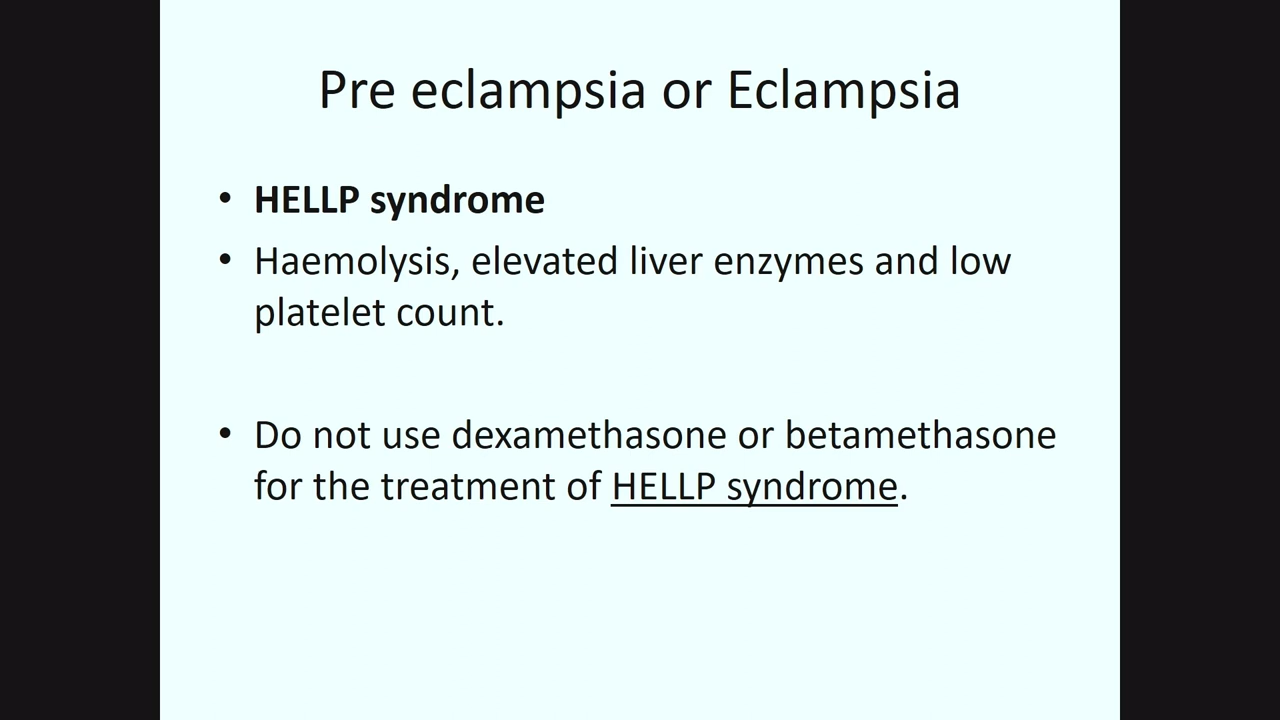 Pre eclampsia or Eclampsia
• HELLP syndrome
• Haemolysis, elevated liver enzymes and low
platelet count.
• Do not use dexamethasone or betamethasone
for the treatment of HELLP syndrome.